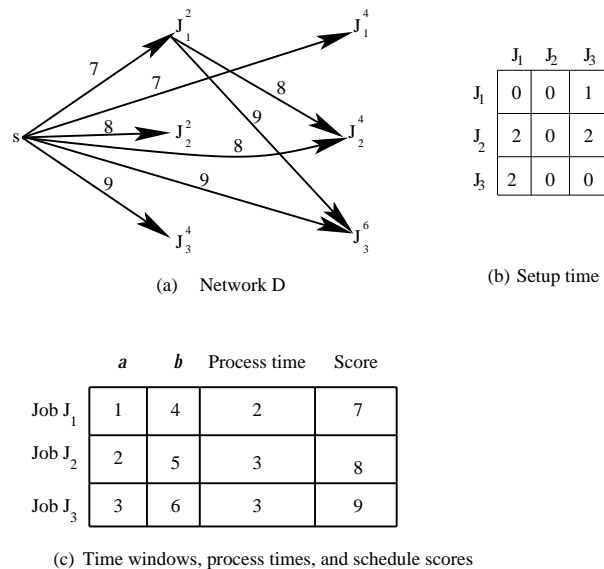 J₁² J₁⁴
7 7 8
s 8 J₂² 9 J₂⁴
8
9 9
J₃⁴ J₃⁶
(a) Network D
J₁ J₂ J₃
J₁ 0 0 1
J₂ 2 0 2
J₃ 2 0 0
(b) Setup time
a b Process time Score
Job J₁ 1 4 2 7
Job J₂ 2 5 3 8
Job J₃ 3 6 3 9
(c) Time windows, process times, and schedule scores